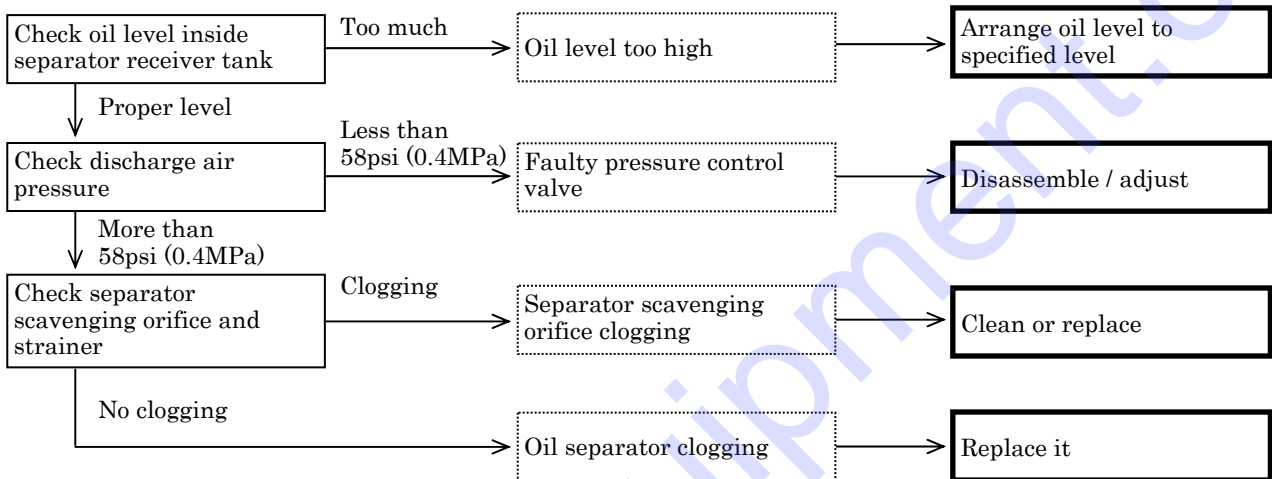 Check oil level inside
separator receiver tank
Too much
Oil level too high
Arrange oil level to
specified level
Proper level
Check discharge air
pressure
Less than
58psi (0.4MPa)
Faulty pressure control
valve
Disassemble / adjust
More than
58psi (0.4MPa)
Check separator
scavenging orifice and
strainer
Clogging
Separator scavenging
orifice clogging
Clean or replace
No clogging
Oil separator clogging
Replace it